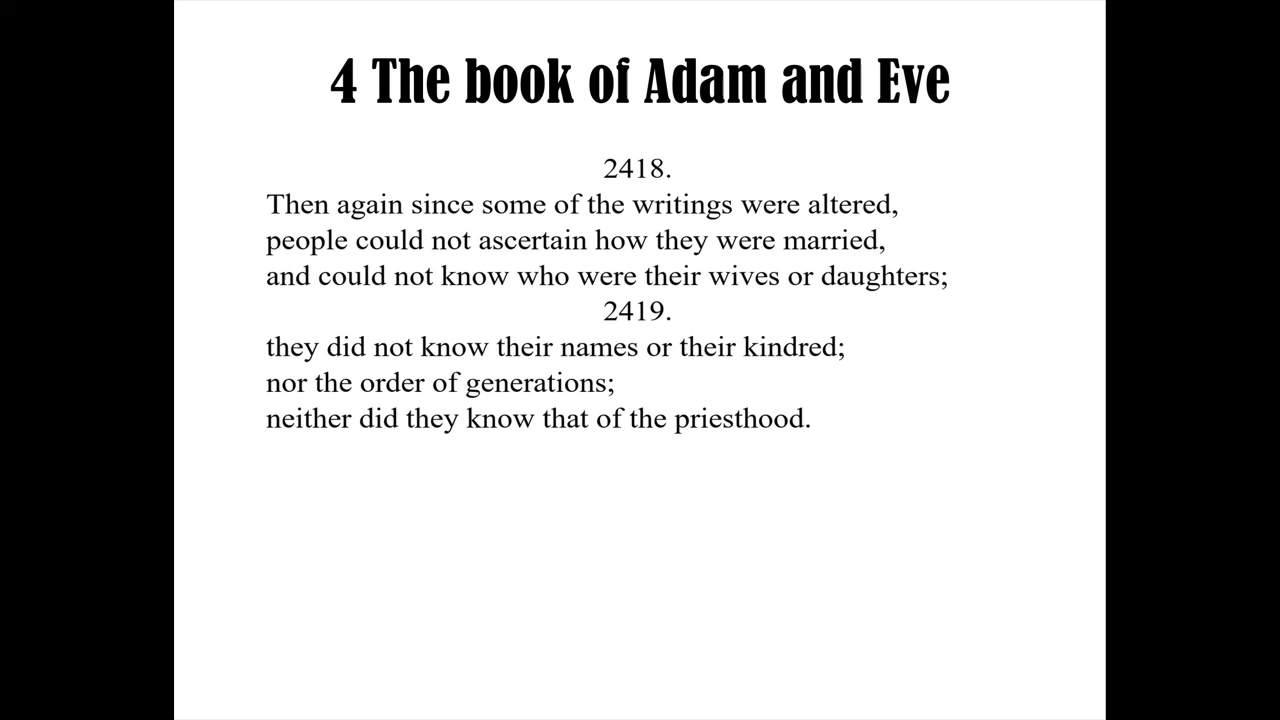 4 The book of Adam and Eve
2418.
Then again since some of the writings were altered,
people could not ascertain how they were married,
and could not know who were their wives or daughters;
2419.
they did not know their names or their kindred;
nor the order of generations;
neither did they know that of the priesthood.